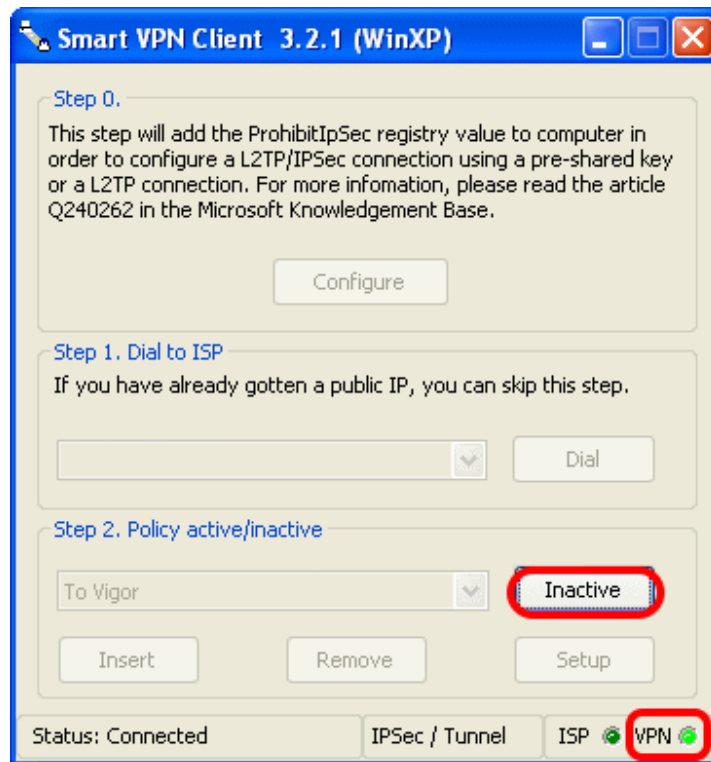 Smart VPN Client 3.2.1 (WinXP)
Step 0.
This step will add the ProhibitIpSec registry value to computer in
order to configure a L2TP/IPSec connection using a pre-shared key
or a L2TP connection. For more infomation, please read the article
Q240262 in the Microsoft Knowledgement Base.
Configure
Step 1. Dial to ISP
If you have already gotten a public IP, you can skip this step.
Dial
Step 2. Policy active/inactive
To Vigor
Inactive
Insert
Remove
Setup
Status: Connected
IPSec / Tunnel
ISP
VPN